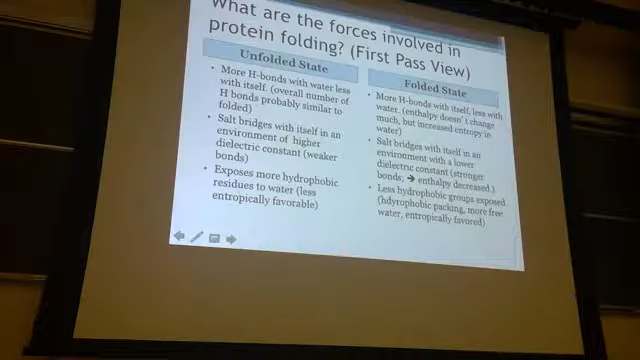 What are the forces involved in
protein folding? (First Pass View)
Unfolded State
• More H-bonds with water less
with itself. (overall number of
H bonds probably similar to
folded)
• Salt bridges with itself in an
environment of higher
dielectric constant (weaker
bonds)
• Exposes more hydrophobic
residues to water (less
entropically favorable)
Folded State
• More H-bonds with itself, less with
water. (enthalpy doesn't change
much, but increased entropy in
water)
• Salt bridges with itself in an
environment with a lower
dielectric constant (stronger
bonds; → enthalpy decreased )
• Less hydrophobic groups exposed
(hdyrophobic packing, more free
water, entropically favored)